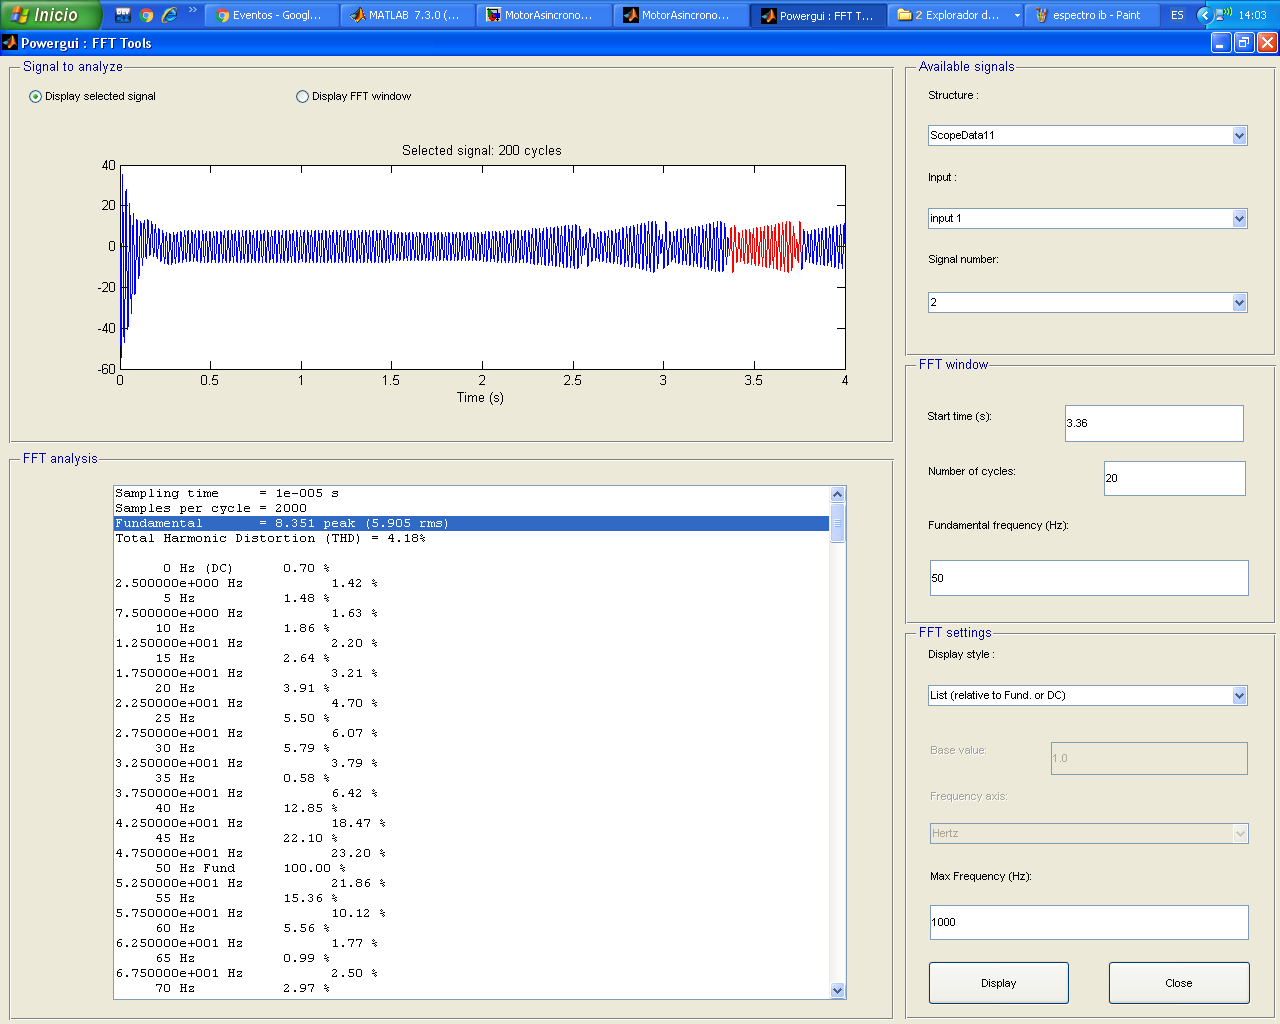 Inicio
»
Eventos - Googl...
MATLAB 7.3.0 (...
MotorAsincrono...
MotorAsincrono...
Powergui : FFT T...
2 Explorador d...
espectro ib - Paint
ES
14:03
Powergui : FFT Tools
Signal to analyze
Display selected signal
Display FFT window
Selected signal: 200 cycles
40
20
0
-20
-40
-60
0 0.5 1 1.5 2 2.5 3 3.5 4
Time (s)
FFT analysis
Sampling time = 1e-005 s
Samples per cycle = 2000
Fundamental = 8.351 peak (5.905 rms)
Total Harmonic Distortion (THD) = 4.18%
0 Hz (DC) 0.70 %
2.500000e+000 Hz 1.42 %
5 Hz 1.48 %
7.500000e+000 Hz 1.63 %
10 Hz 1.86 %
1.250000e+001 Hz 2.20 %
15 Hz 2.64 %
1.750000e+001 Hz 3.21 %
20 Hz 3.91 %
2.250000e+001 Hz 4.70 %
25 Hz 5.50 %
2.750000e+001 Hz 6.07 %
30 Hz 5.79 %
3.250000e+001 Hz 3.79 %
35 Hz 0.58 %
3.750000e+001 Hz 6.42 %
40 Hz 12.85 %
4.250000e+001 Hz 18.47 %
45 Hz 22.10 %
4.750000e+001 Hz 23.20 %
50 Hz Fund 100.00 %
5.250000e+001 Hz 21.86 %
55 Hz 15.36 %
5.750000e+001 Hz 10.12 %
60 Hz 5.56 %
6.250000e+001 Hz 1.77 %
65 Hz 0.99 %
6.750000e+001 Hz 2.50 %
70 Hz 2.97 %
Available signals
Structure :
ScopeData11
Input :
input 1
Signal number:
2
FFT window
Start time (s):
3.36
Number of cycles:
20
Fundamental frequency (Hz):
50
FFT settings
Display style :
List (relative to Fund. or DC)
Base value:
1.0
Frequency axis:
Hertz
Max Frequency (Hz):
1000
Display
Close